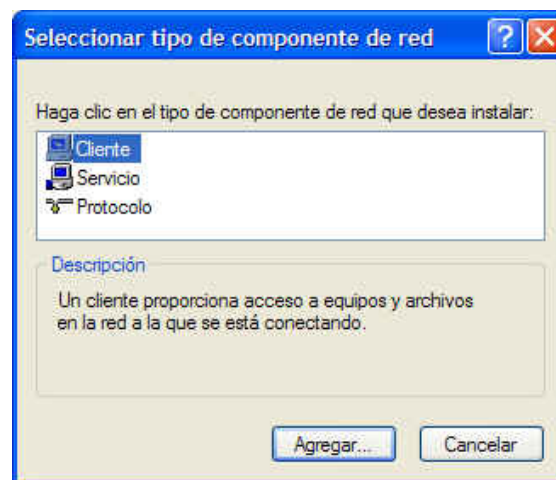 Seleccionar tipo de componente de red
Haga clic en el tipo de componente de red que desea instalar:
Cliente
Servicio
Protocolo
Descripción
Un cliente proporciona acceso a equipos y archivos
en la red a la que se está conectando.
Agregar... Cancelar